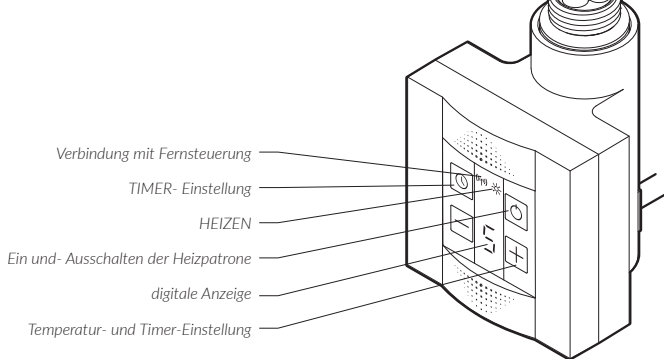 Verbindung mit Fernsteuerung
TIMER- Einstellung
HEIZEN
Ein und- Ausschalten der Heizpatrone
digitale Anzeige
Temperatur- und Timer-Einstellung